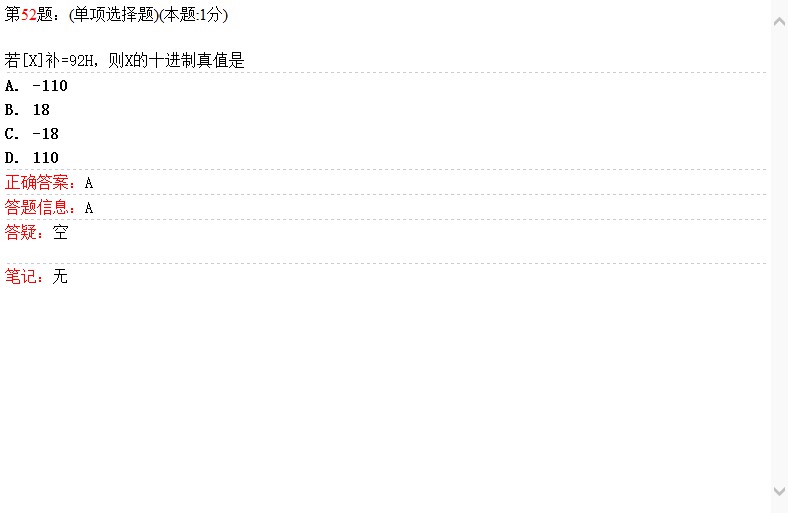 第52题：(单项选择题)(本题:1分)
若[X]补=92H，则X的十进制真值是
A. -110
B. 18
C. -18
D. 110
正确答案：A
答题信息：A
答疑：空
笔记：无